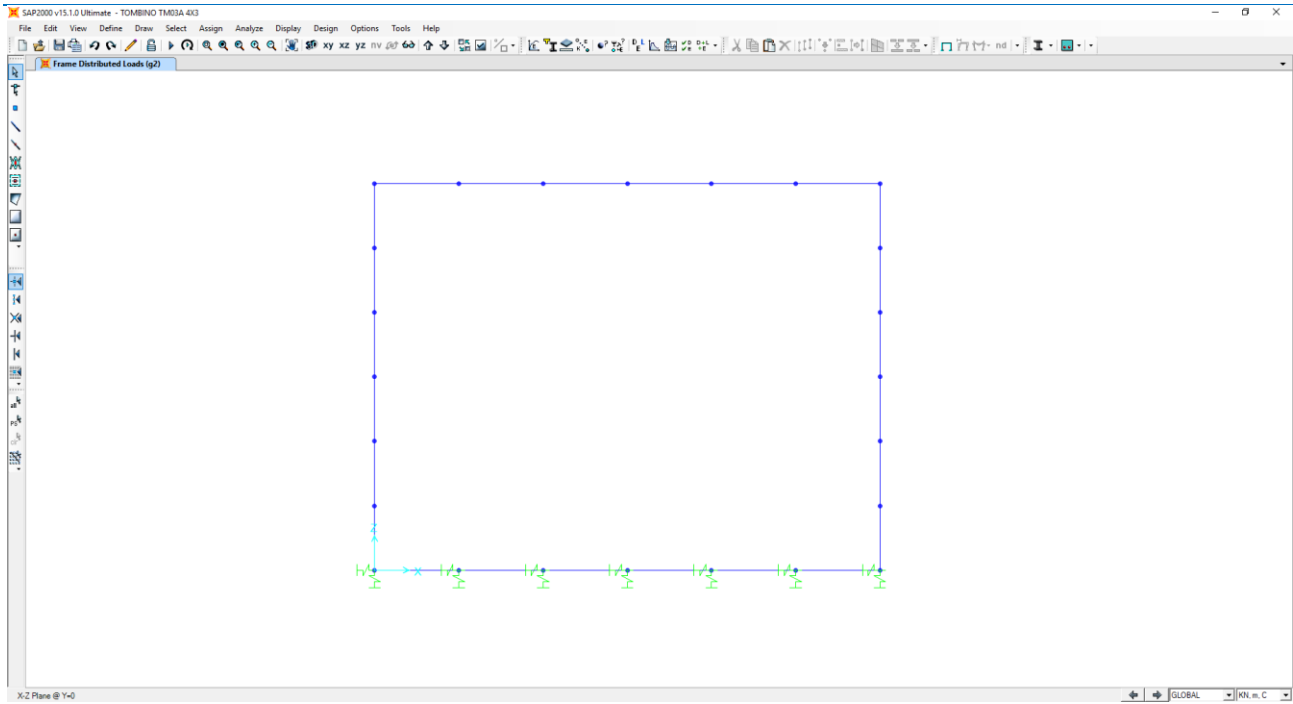 SAP2000 v15.1.0 Ultimate - TOMBINO TM03A 4X3
File Edit View Define Draw Select Assign Analyze Display Design Options Tools Help
xy xz yz nv nd
Frame Distributed Loads (g2)
X
X-Z Plane @ Y=0 GLOBAL KN, m, C